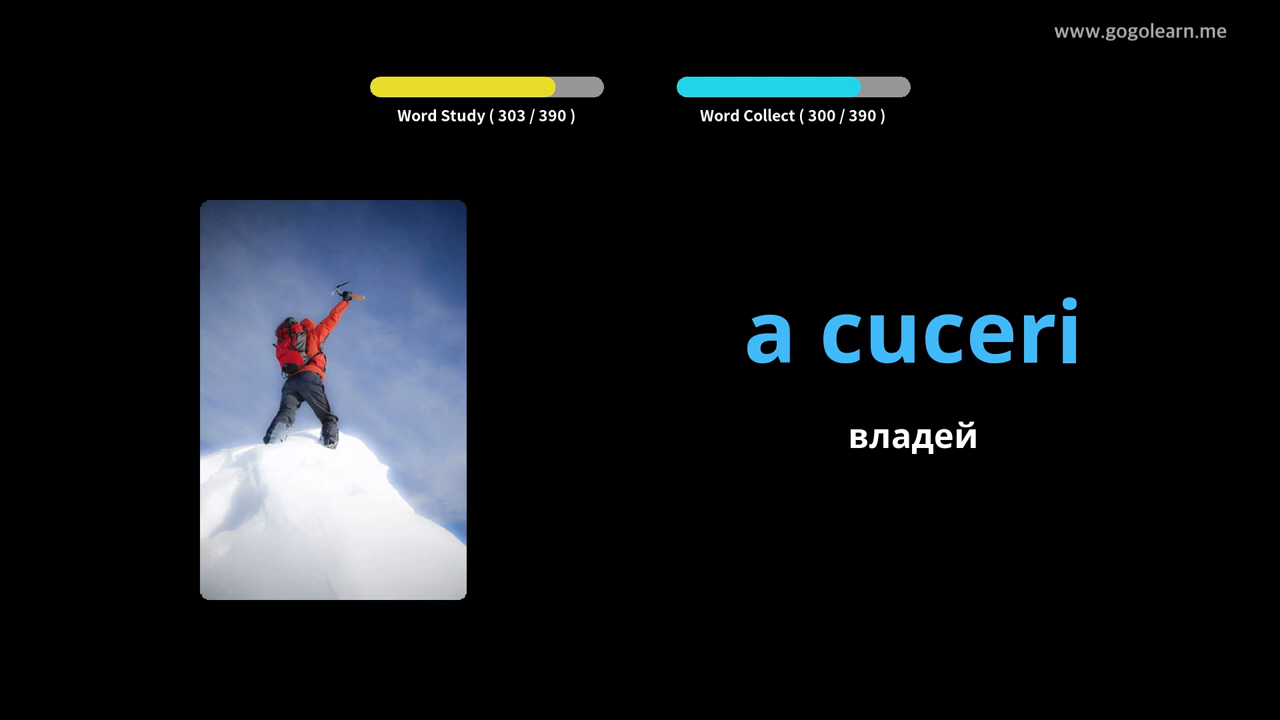 www.gogolearn.me
Word Study ( 303 / 390 )
Word Collect ( 300 / 390 )
a cuceri
владей